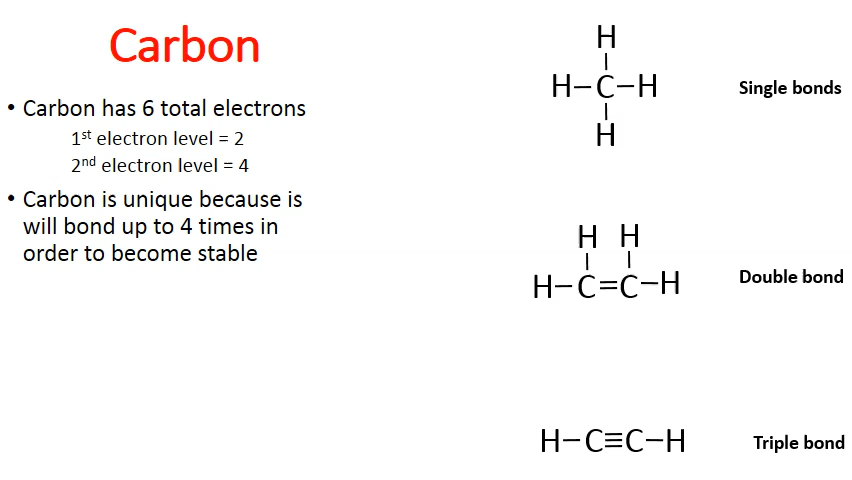 Carbon
• Carbon has 6 total electrons
1st electron level = 2
2nd electron level = 4
• Carbon is unique because is
will bond up to 4 times in
order to become stable
H
H–C–H
H
Single bonds
H H
H–C=C–H
Double bond
H–C≡C–H
Triple bond